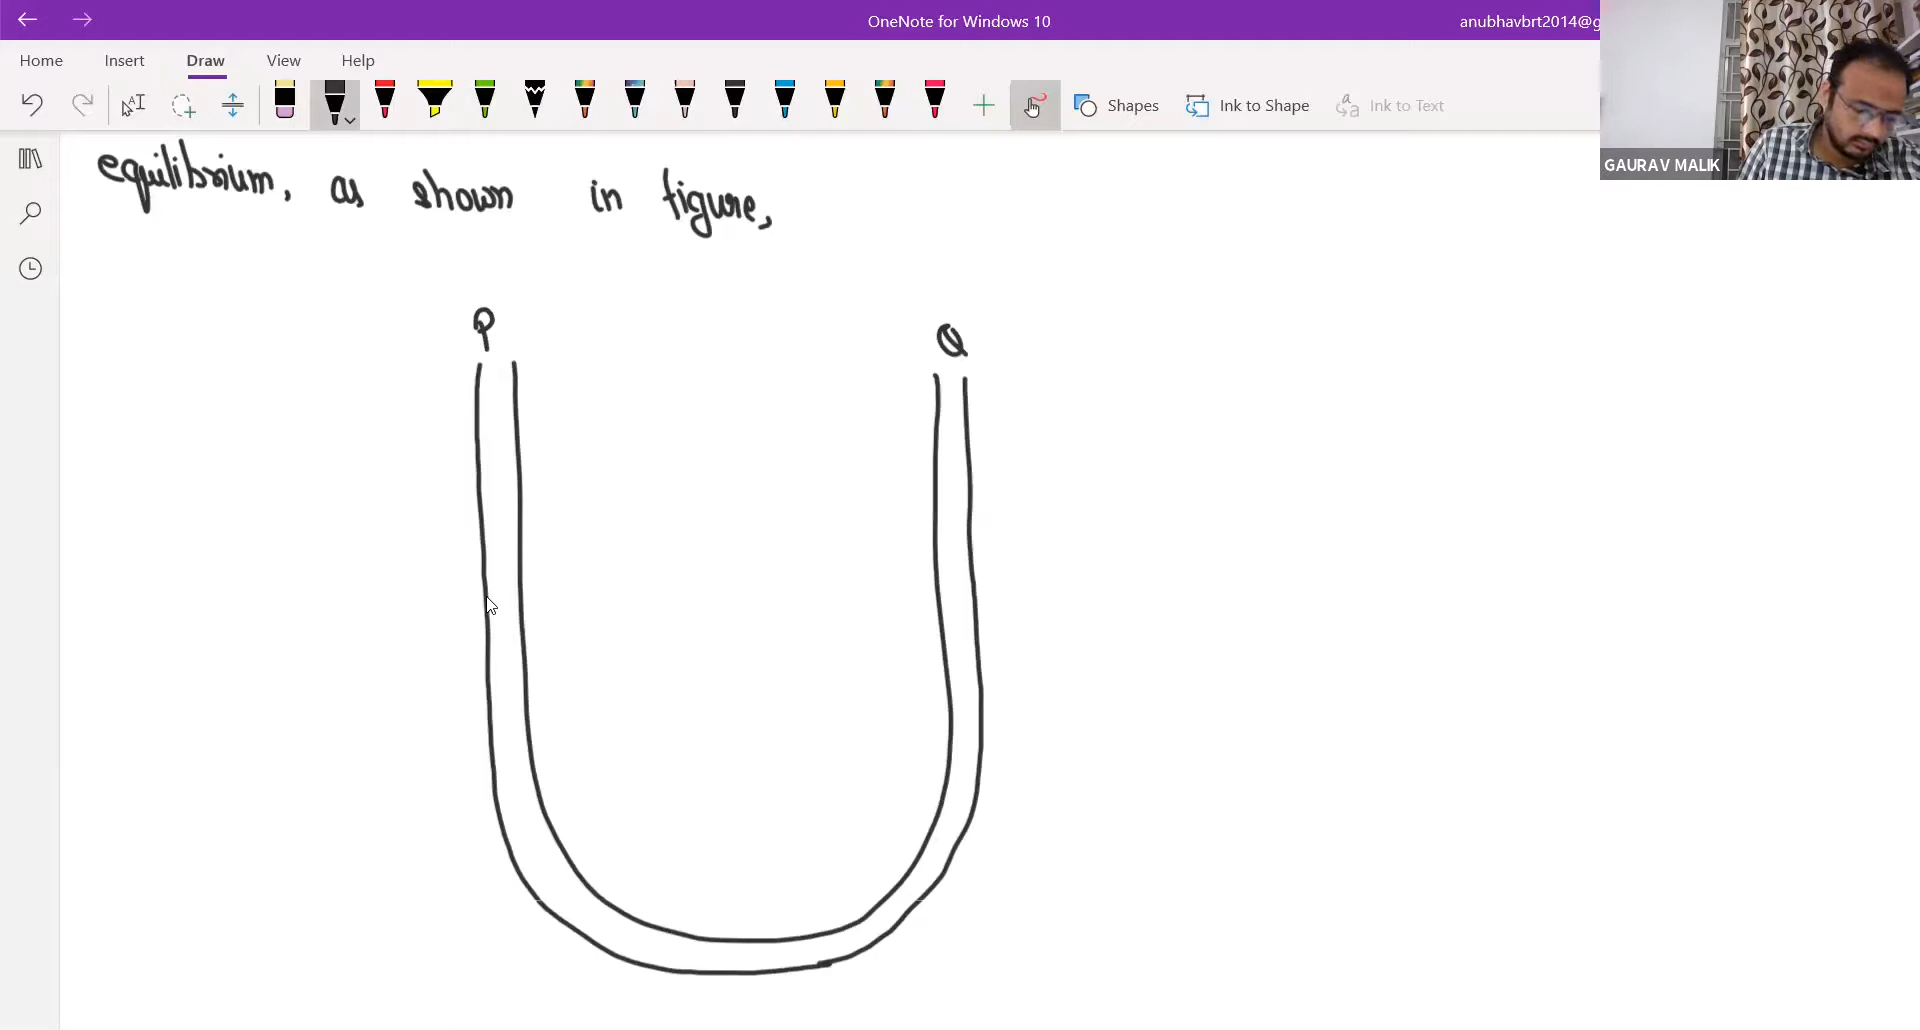 OneNote for Windows 10
anubhavbrt2014@g
Home Insert Draw View Help
Shapes Ink to Shape Ink to Text
GAURAV MALIK
equilibrium, as shown in figure,
P
Q